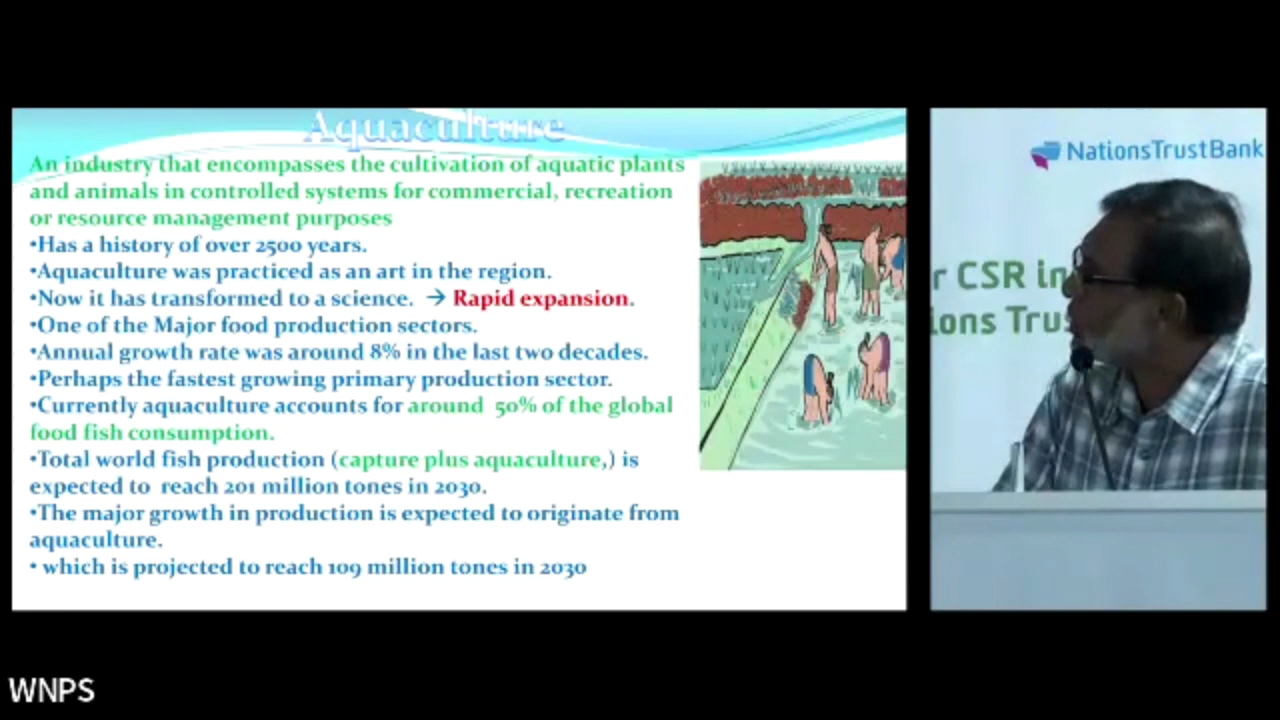 Aquaculture
An industry that encompasses the cultivation of aquatic plants
and animals in controlled systems for commercial, recreation
or resource management purposes
•Has a history of over 2500 years.
•Aquaculture was practiced as an art in the region.
•Now it has transformed to a science. → Rapid expansion.
•One of the Major food production sectors.
•Annual growth rate was around 8% in the last two decades.
•Perhaps the fastest growing primary production sector.
•Currently aquaculture accounts for around 50% of the global
food fish consumption.
•Total world fish production (capture plus aquaculture,) is
expected to reach 201 million tones in 2030.
•The major growth in production is expected to originate from
aquaculture.
• which is projected to reach 109 million tones in 2030
NationsTrustBank
r CSR in
ions Trus
WNPS